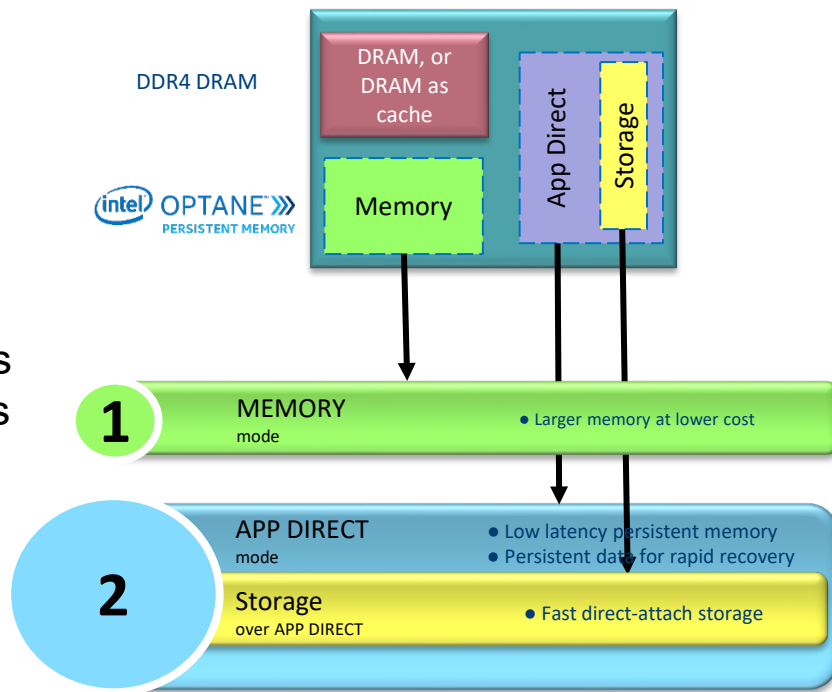 DDR4 DRAM
DRAM, or
DRAM as
cache
App Direct
Storage
intel OPTANE™
PERSISTENT MEMORY
Memory
s
s
1
MEMORY
mode
● Larger memory at lower cost
2
APP DIRECT
mode
● Low latency persistent memory
● Persistent data for rapid recovery
Storage
over APP DIRECT
● Fast direct-attach storage